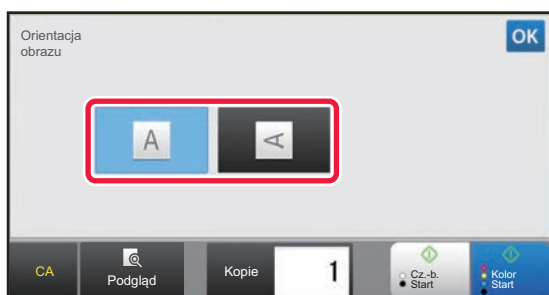 Orientacja
obrazu
OK
A
A
CA
Podgląd
Kopie
1
Cz.-b.
Start
Kolor
Start